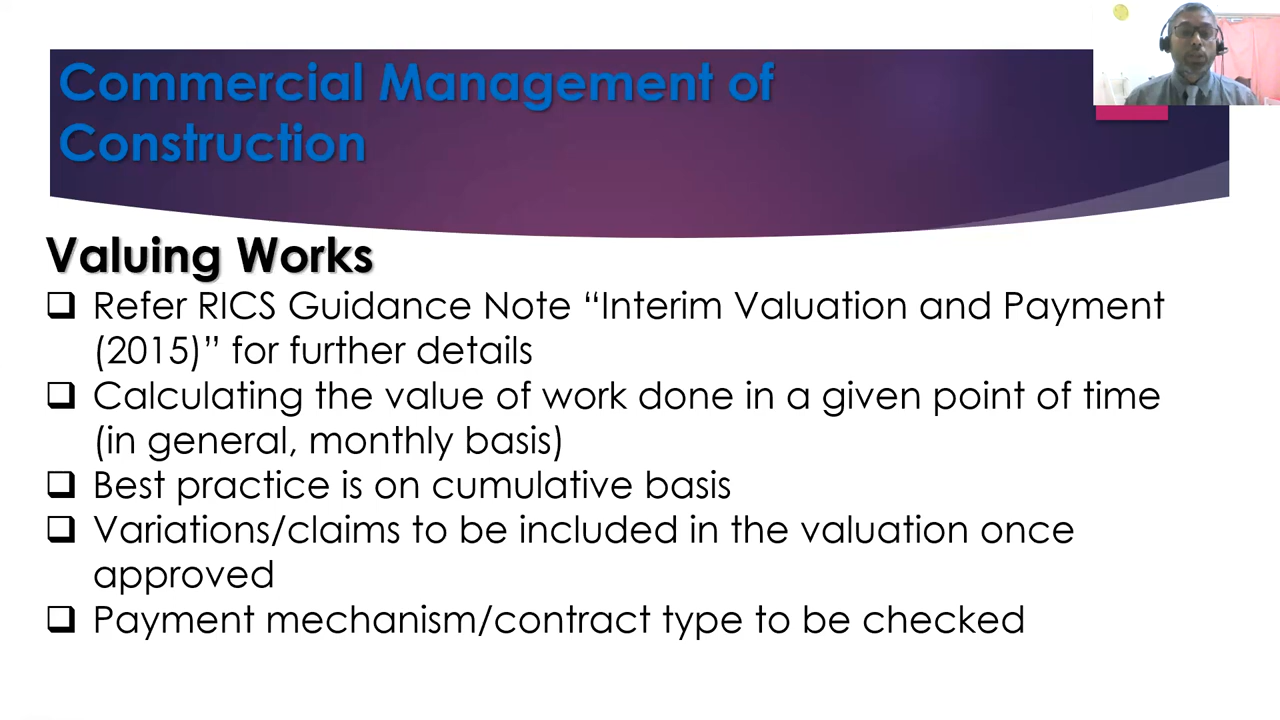 Commercial Management of
Construction
Valuing Works
❑ Refer RICS Guidance Note “Interim Valuation and Payment
(2015)” for further details
❑ Calculating the value of work done in a given point of time
(in general, monthly basis)
❑ Best practice is on cumulative basis
❑ Variations/claims to be included in the valuation once
approved
❑ Payment mechanism/contract type to be checked